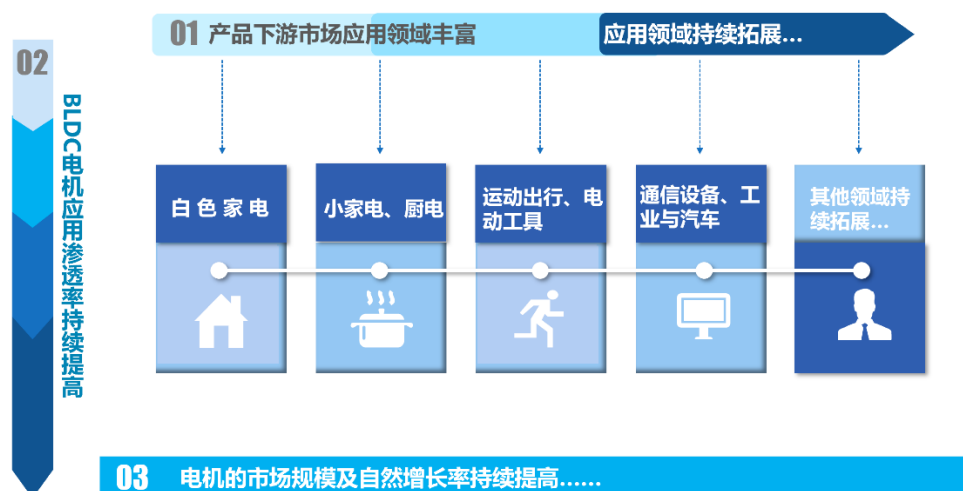 01 产品下游市场应用领域丰富
应用领域持续拓展...
02
BLDC电机应用渗透率持续提高
白色家电
小家电、厨电
运动出行、电
动工具
通信设备、工
业与汽车
其他领域持
续拓展...
03 电机的市场规模及自然增长率持续提高......